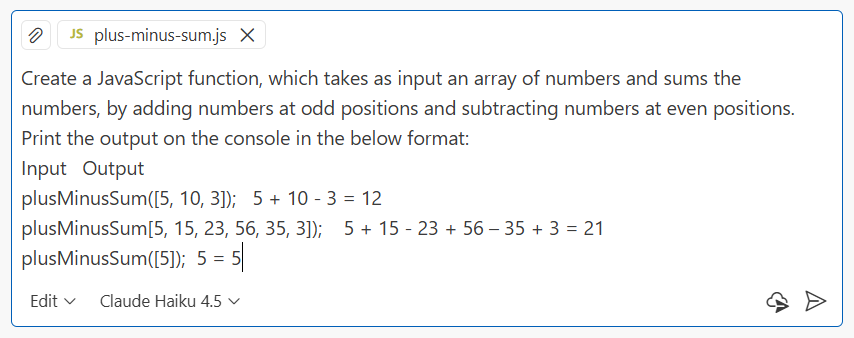 JS plus-minus-sum.js
Create a JavaScript function, which takes as input an array of numbers and sums the
numbers, by adding numbers at odd positions and subtracting numbers at even positions.
Print the output on the console in the below format:
Input   Output
plusMinusSum([5, 10, 3]);   5 + 10 - 3 = 12
plusMinusSum[5, 15, 23, 56, 35, 3]);    5 + 15 - 23 + 56 – 35 + 3 = 21
plusMinusSum([5]);  5 = 5
Edit Claude Haiku 4.5